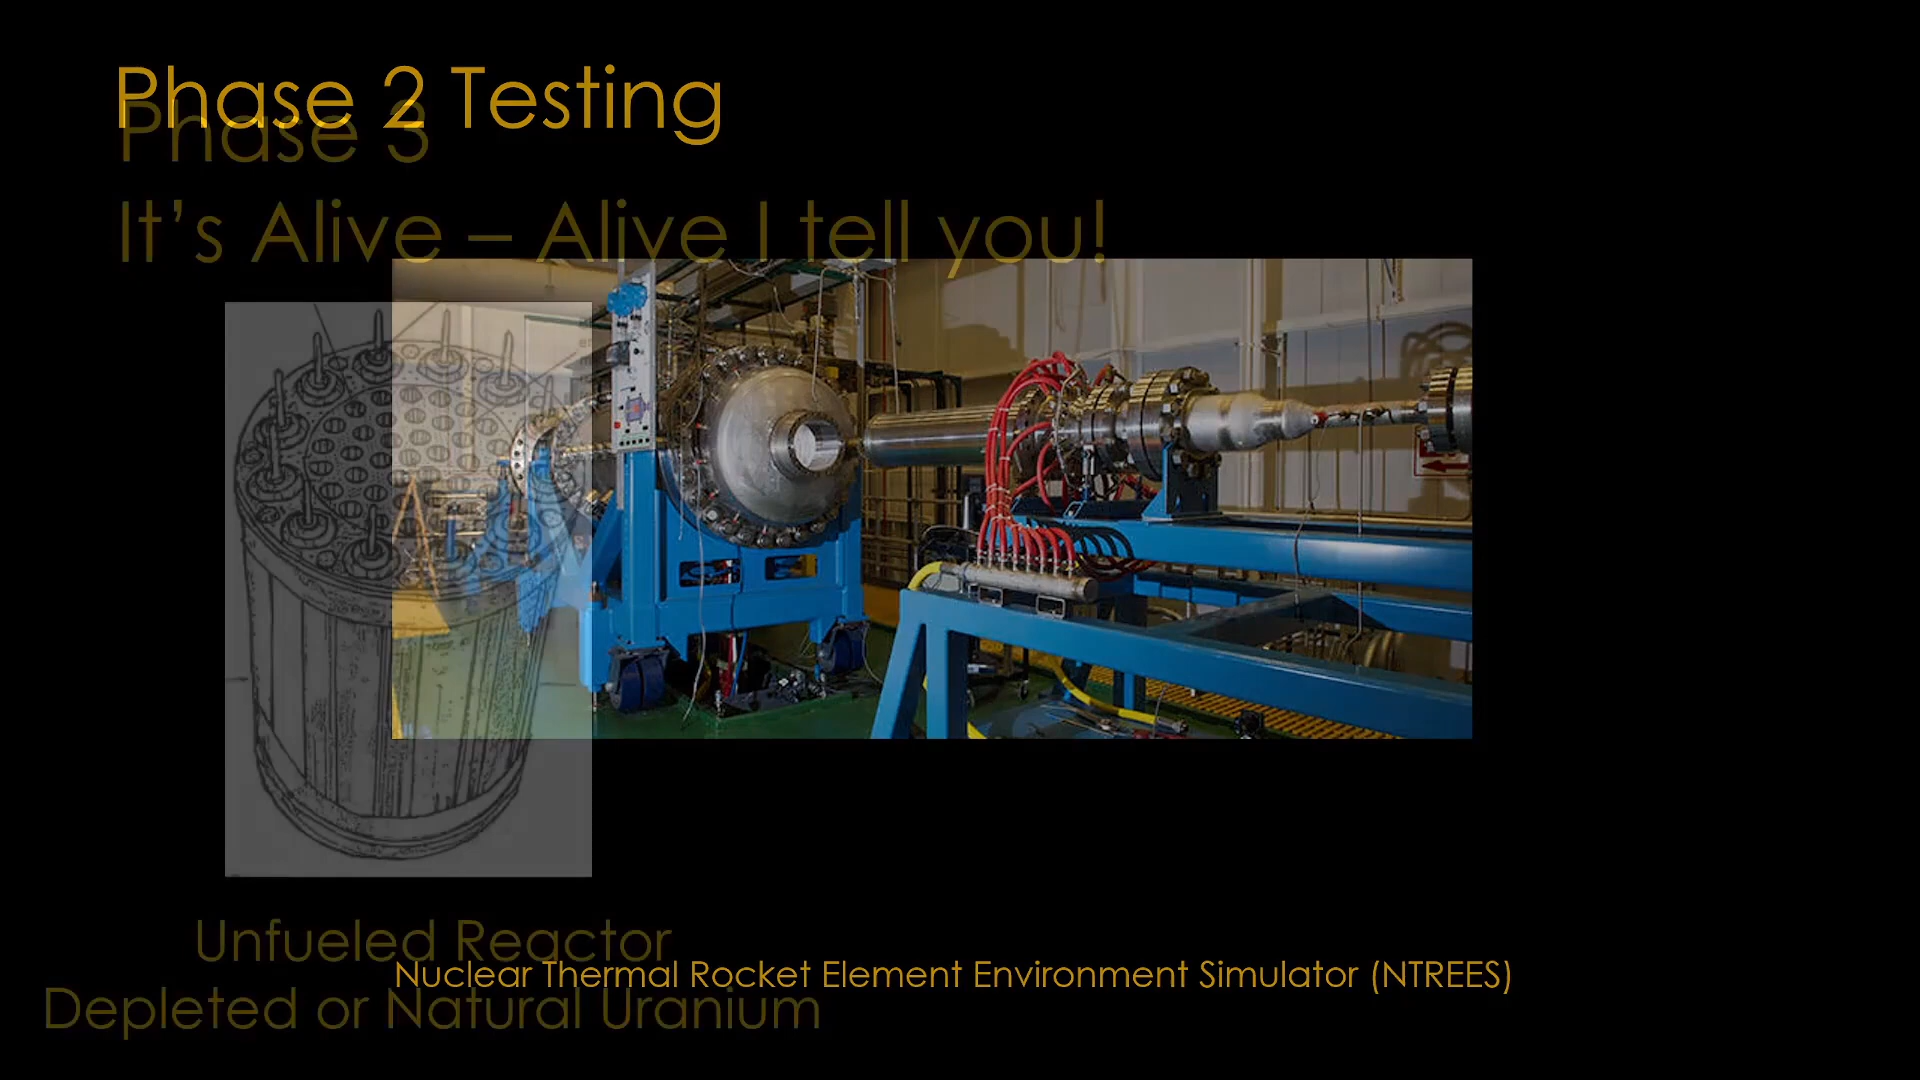 Phase 2 Testing
Phase 3
It’s Alive – Alive I tell you!
Unfueled Reactor
Nuclear Thermal Rocket Element Environment Simulator (NTREES)
Depleted or Natural Uranium